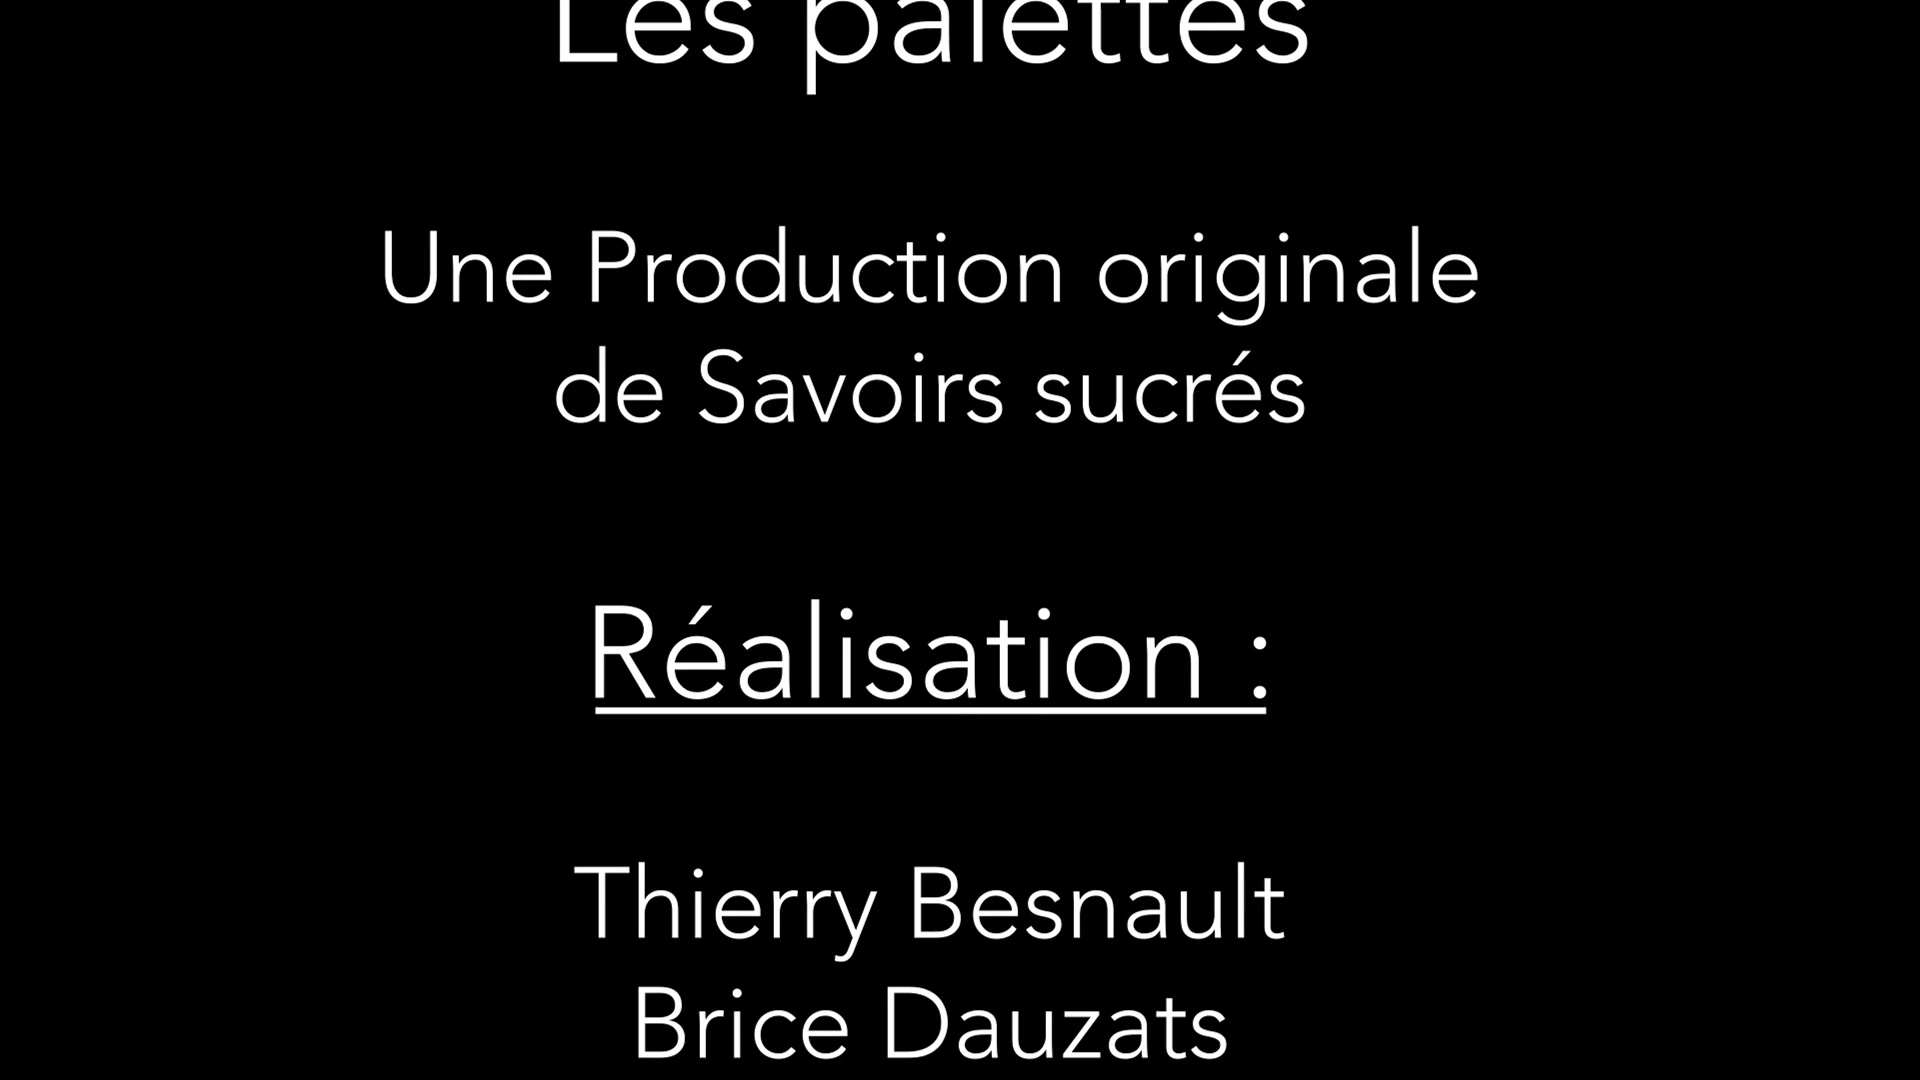 Les palettes
Une Production originale
de Savoirs sucrés
Réalisation :
Thierry Besnault
Brice Dauzats